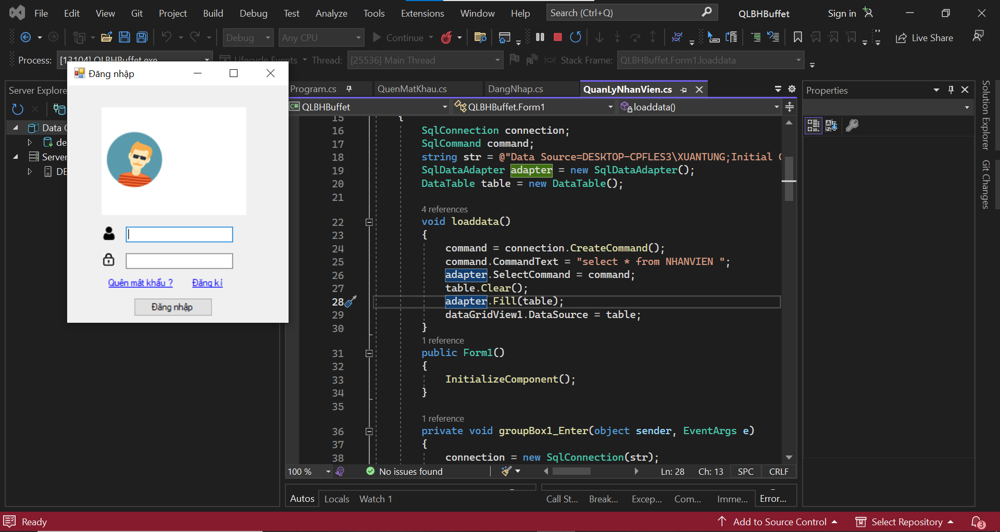 File Edit View Git Project Build Debug Test Analyze Tools Extensions Window Help Search (Ctrl+Q) QLBHBuffet Sign in
Debug Any CPU Continue Live Share
Process: [13104] QLBHBuffet.exe Lifecycle Events Thread: [25536] Main Thread Stack Frame: QLBHBuffet.Form1.loaddata
Đăng nhập
Quên mât khẩu ? Đăng kí
Đăng nhập
Server Explore
Data C
de
Server
DE
Program.cs QuenMatKhau.cs DangNhap.cs QuanLyNhanVien.cs
C# QLBHBuffet QLBHBuffet.Form1 loaddata()
15 {
16 SqlConnection connection;
17 SqlCommand command;
18 string str = @"Data Source=DESKTOP-CPFLES3\XUANTUNG;Initial
19 SqlDataAdapter adapter = new SqlDataAdapter();
20 DataTable table = new DataTable();
21
4 references
22 void loaddata()
23 {
24 command = connection.CreateCommand();
25 command.CommandText = "select * from NHANVIEN ";
26 adapter.SelectCommand = command;
27 table.Clear();
28 adapter.Fill(table);
29 dataGridView1.DataSource = table;
30 }
1 reference
31 public Form1()
32 {
33 InitializeComponent();
34 }
35
1 reference
36 private void groupBox1_Enter(object sender, EventArgs e)
37 {
38 connection = new SqlConnection(str);
100 % No issues found Ln: 28 Ch: 13 SPC CRLF
Autos Locals Watch 1
Call St... Break... Excep... Com... Imme... Error...
Properties
Solution Explorer
Git Changes
Ready Add to Source Control Select Repository 3